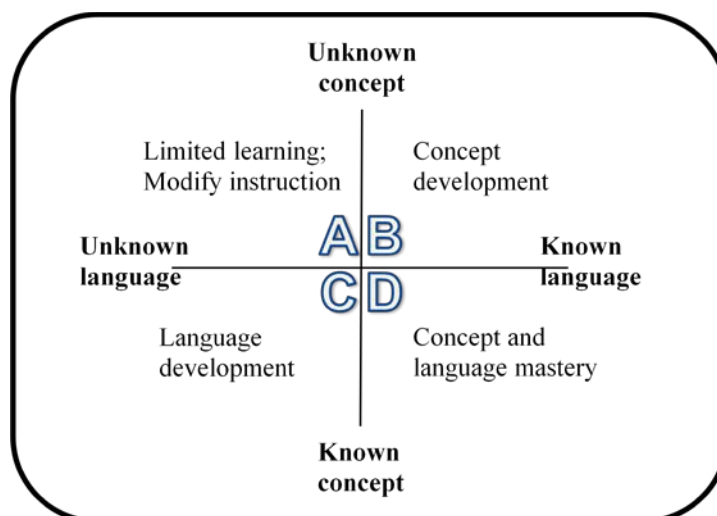 Unknown
concept
Limited learning;
Modify instruction
Concept
development
A B
Unknown
language
Known
language
C D
Language
development
Concept and
language mastery
Known
concept